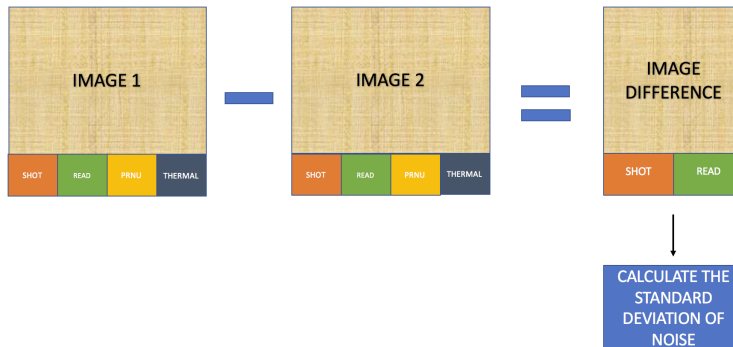 IMAGE 1
SHOT READ PRNU THERMAL
IMAGE 2
SHOT READ PRNU THERMAL
IMAGE
DIFFERENCE
SHOT READ
CALCULATE THE
STANDARD
DEVIATION OF
NOISE